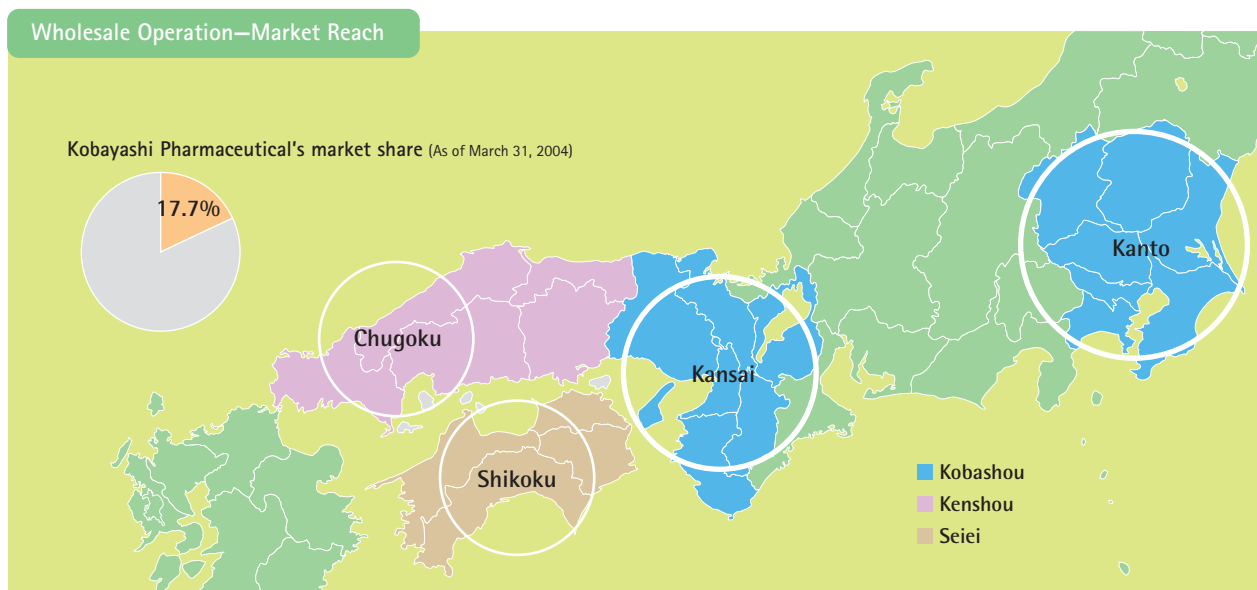 Wholesale Operation—Market Reach
Kobayashi Pharmaceutical's market share (As of March 31, 2004)
17.7%
Kanto
Chugoku
Kansai
Shikoku
Kobashou
Kenshou
Seiei